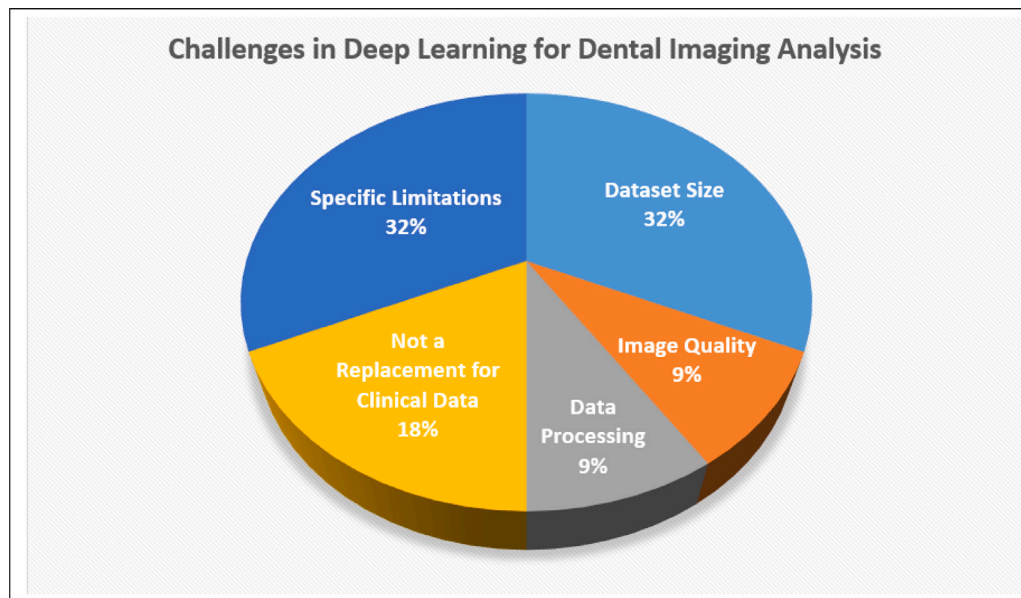 Challenges in Deep Learning for Dental Imaging Analysis
Specific Limitations
32%
Dataset Size
32%
Image Quality
9%
Not a
Replacement for
Clinical Data
18%
Data
Processing
9%